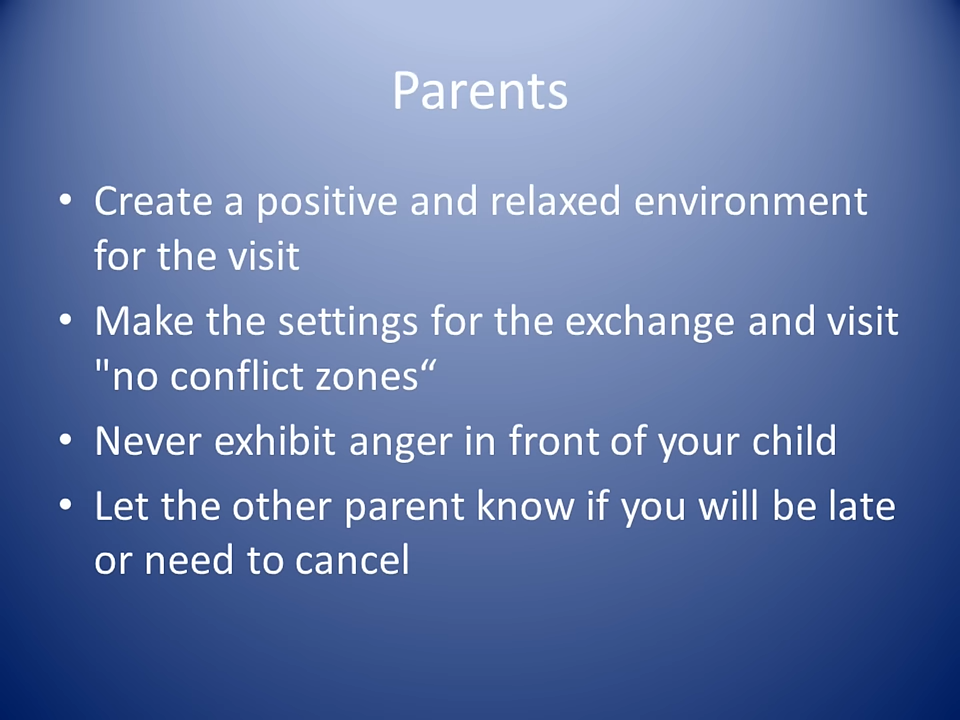 Parents
• Create a positive and relaxed environment
for the visit
• Make the settings for the exchange and visit
"no conflict zones“
• Never exhibit anger in front of your child
• Let the other parent know if you will be late
or need to cancel